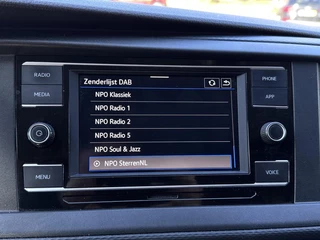 RADIO
MEDIA
MENU
Zenderlijst DAB
NPO Klassiek
NPO Radio 1
NPO Radio 2
NPO Radio 5
NPO Soul & Jazz
NPO SterrenNL
PHONE
APP
VOICE